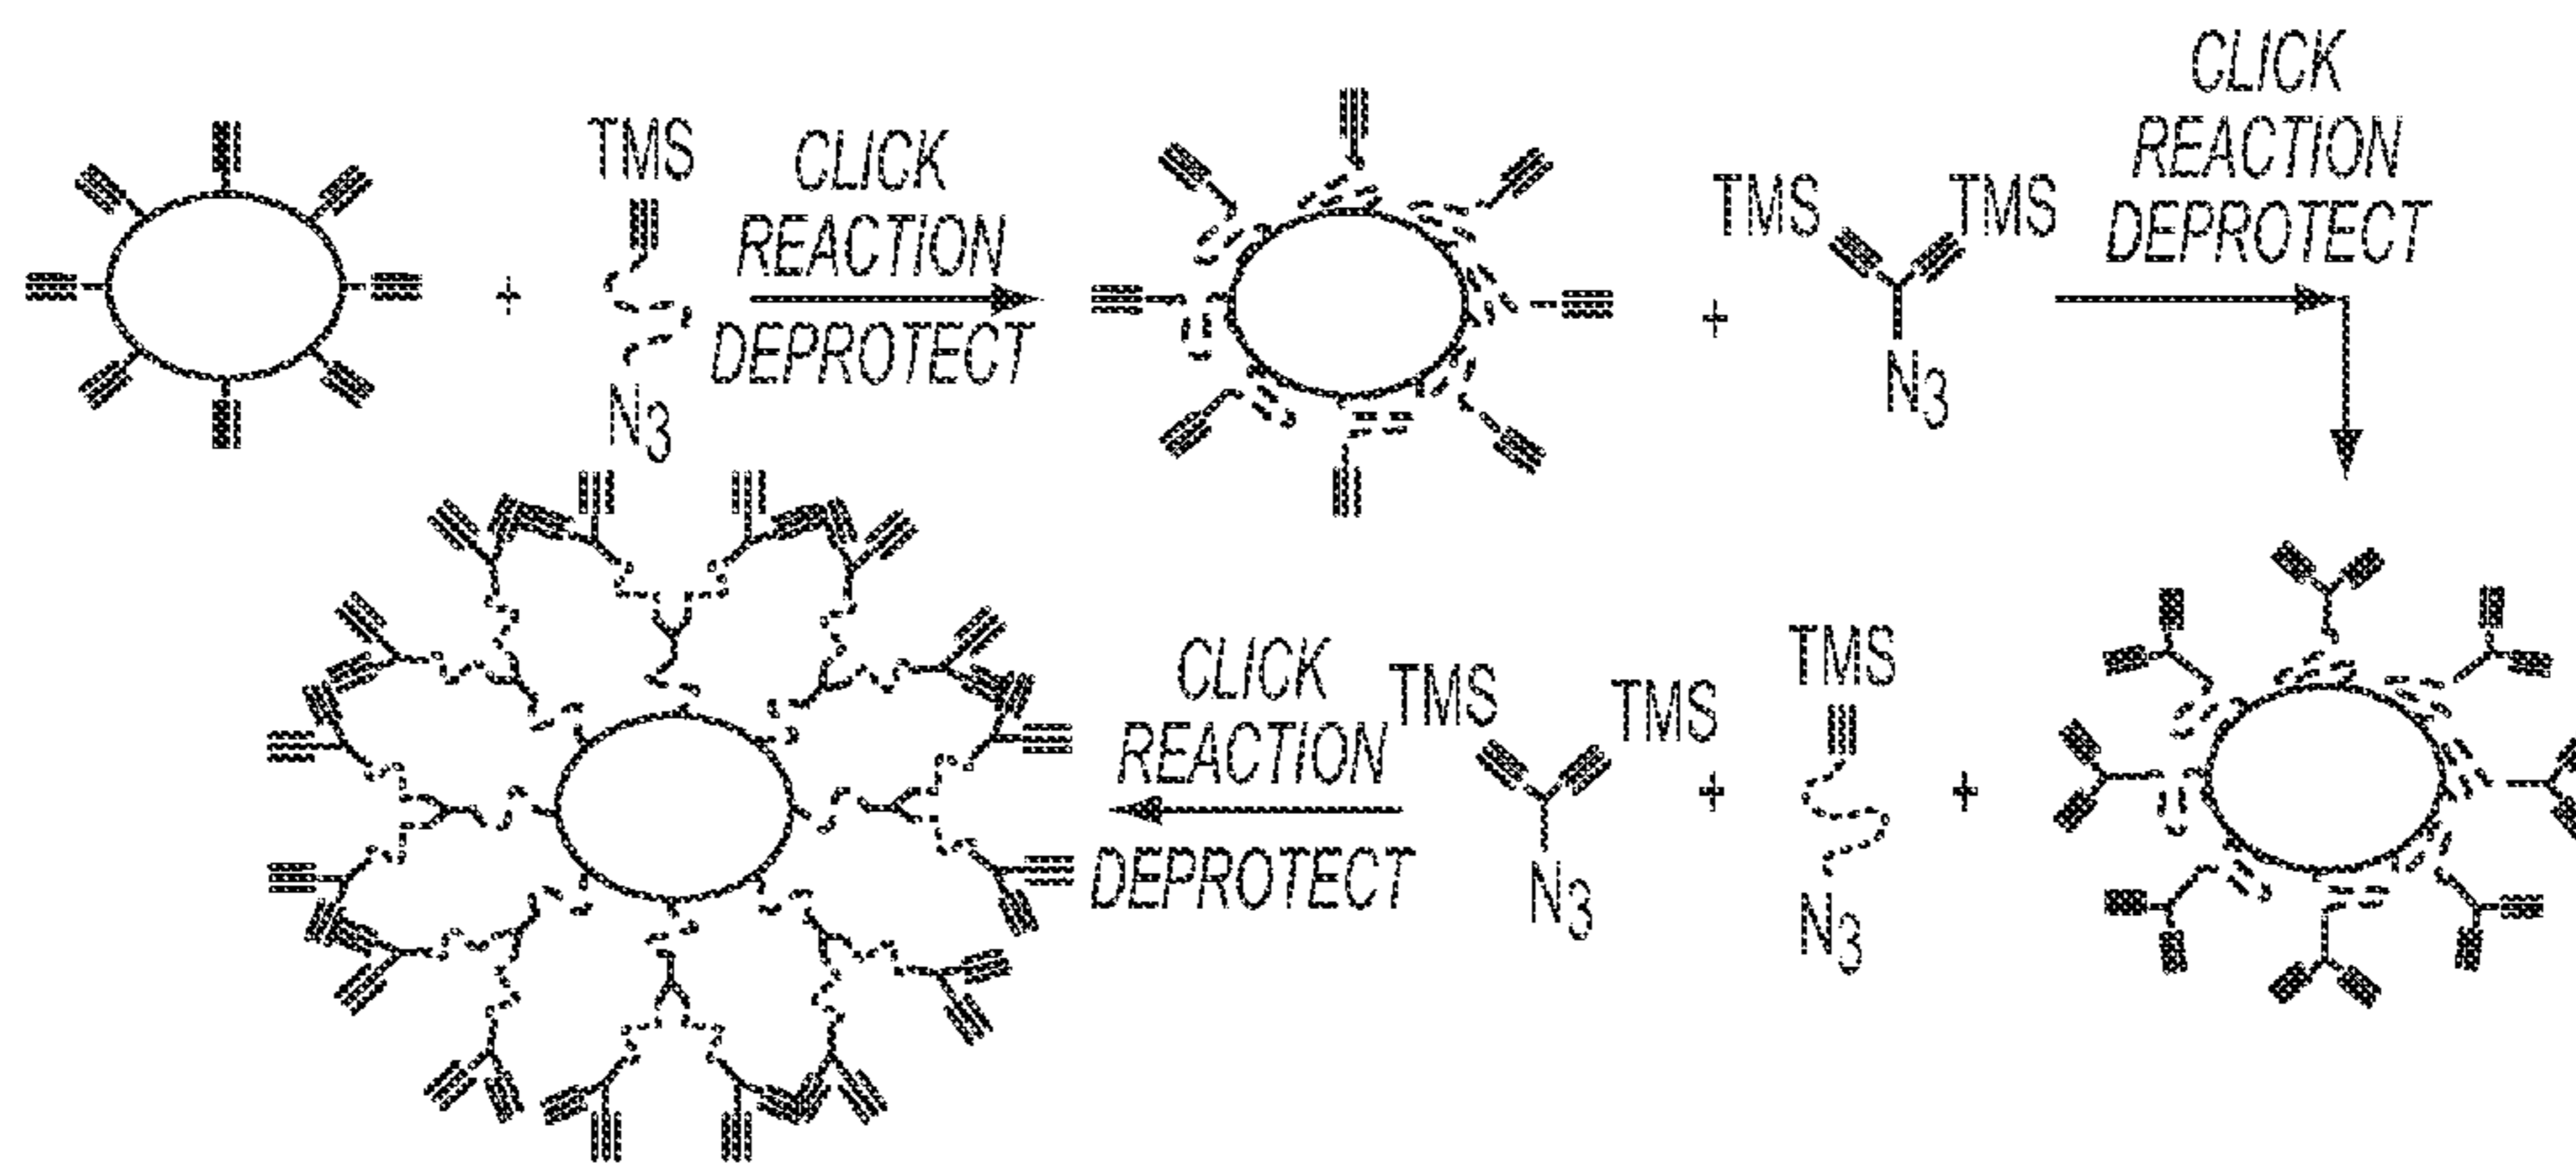 +
TMS
N3
CLICK
REACTION
DEPROTECT
+
TMS TMS
N3
CLICK
REACTION
DEPROTECT
CLICK
REACTION
DEPROTECT
TMS
TMS
N3
+
TMS
N3
+